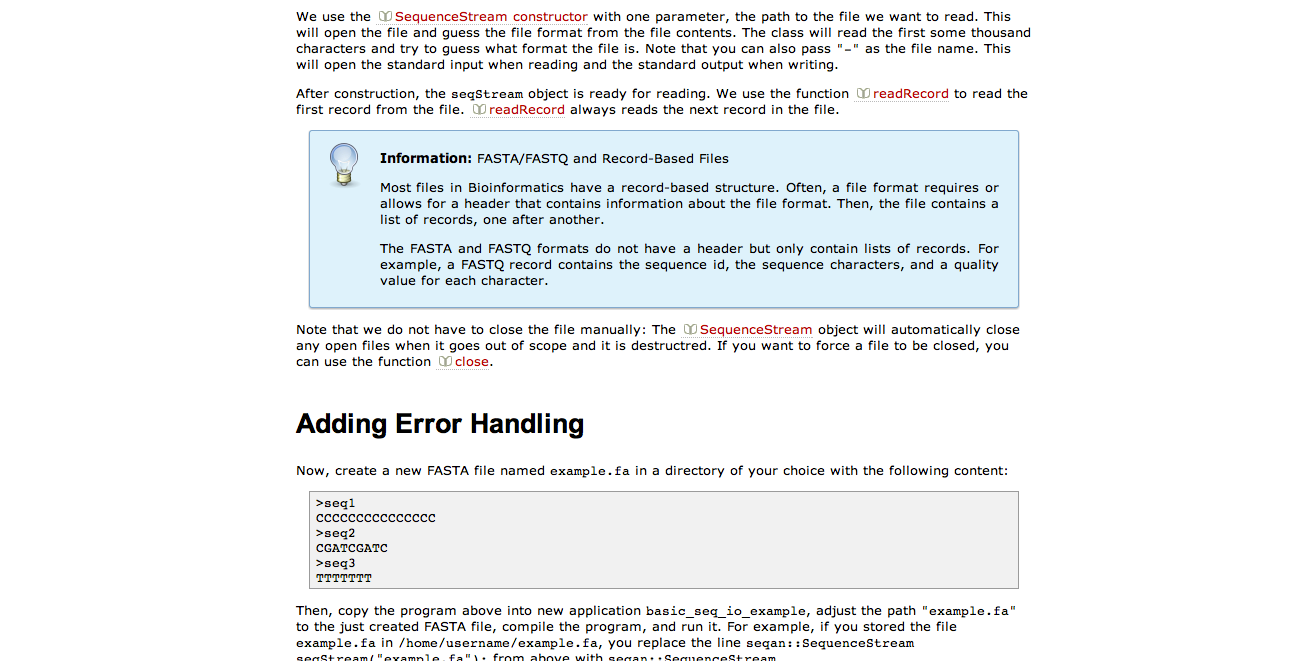 We use the SequenceStream constructor with one parameter, the path to the file we want to read. This
will open the file and guess the file format from the file contents. The class will read the first some thousand
characters and try to guess what format the file is. Note that you can also pass "-" as the file name. This
will open the standard input when reading and the standard output when writing.
After construction, the seqStream object is ready for reading. We use the function readRecord to read the
first record from the file. readRecord always reads the next record in the file.
Information: FASTA/FASTQ and Record-Based Files
Most files in Bioinformatics have a record-based structure. Often, a file format requires or
allows for a header that contains information about the file format. Then, the file contains a
list of records, one after another.
The FASTA and FASTQ formats do not have a header but only contain lists of records. For
example, a FASTQ record contains the sequence id, the sequence characters, and a quality
value for each character.
Note that we do not have to close the file manually: The SequenceStream object will automatically close
any open files when it goes out of scope and it is destructred. If you want to force a file to be closed, you
can use the function close.
Adding Error Handling
Now, create a new FASTA file named example.fa in a directory of your choice with the following content:
>seq1
CCCCCCCCCCCCCCC
>seq2
CGATCGATC
>seq3
TTTTTTT
Then, copy the program above into new application basic_seq_io_example, adjust the path "example.fa"
to the just created FASTA file, compile the program, and run it. For example, if you stored the file
example.fa in /home/username/example.fa, you replace the line seqan::SequenceStream
seqStream("example.fa"); from above with seqan::SequenceStream